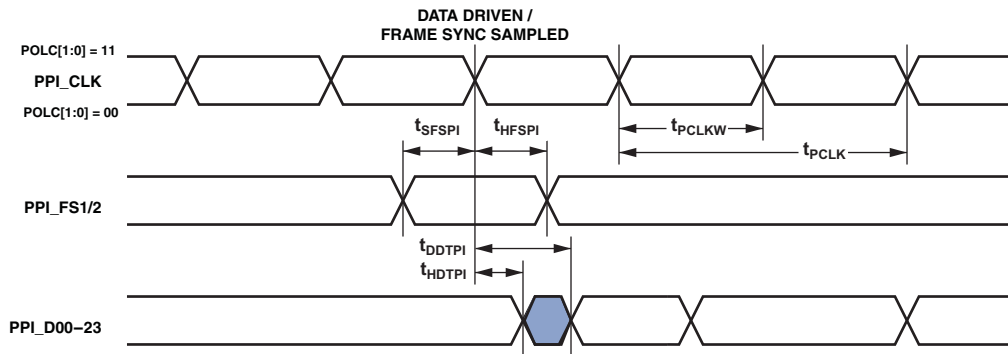 DATA DRIVEN /
FRAME SYNC SAMPLED
POLC[1:0] = 11
PPI_CLK
POLC[1:0] = 00
tSFSPI
tHFSPI
tPCLKW
tPCLK
PPI_FS1/2
tDDTPI
tHDTPI
PPI_D00–23